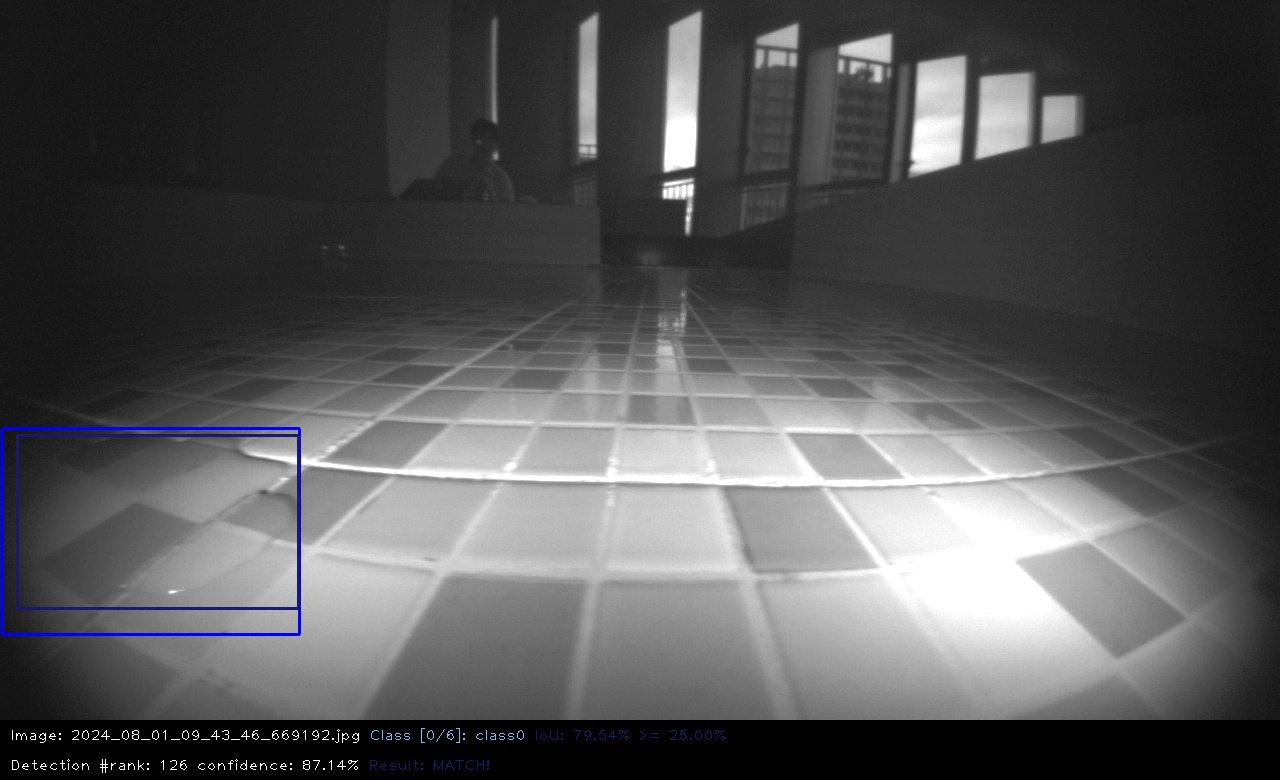 Image: 2024_08_01_09_43_46_669192.jpg Class [0/6]: class0 IoU: 79.54% >= 25.00%
Detection #rank: 126 confidence: 87.14% Result: MATCH!